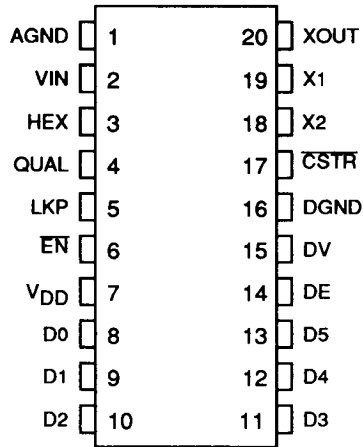 AGND 1 20 XOUT
VIN 2 19 X1
HEX 3 18 X2
QUAL 4 17 C̅S̅T̅R̅
LKP 5 16 DGND
E̅N̅ 6 15 DV
VDD 7 14 DE
D0 8 13 D5
D1 9 12 D4
D2 10 11 D3